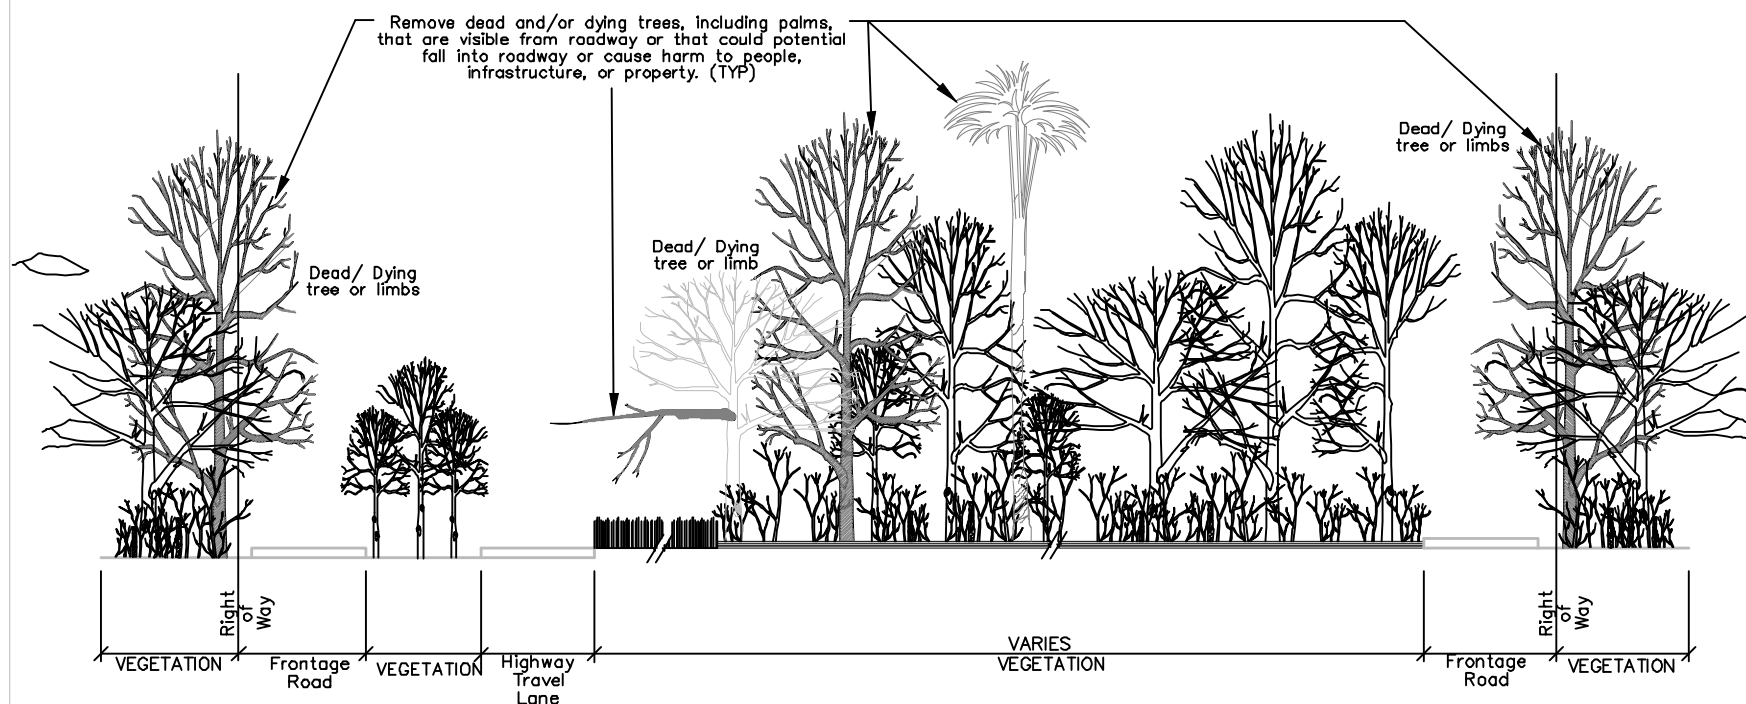 Remove dead and/or dying trees, including palms,
that are visible from roadway or that could potential
fall into roadway or cause harm to people,
infrastructure, or property. (TYP)
Dead/ Dying
tree or limbs
Dead/ Dying
tree or limb
Dead/ Dying
tree or limbs
Right
of
Way
Right
of
Way
VEGETATION
Frontage
Road
VEGETATION
Highway
Travel
Lane
VARIES
VEGETATION
Frontage
Road
VEGETATION